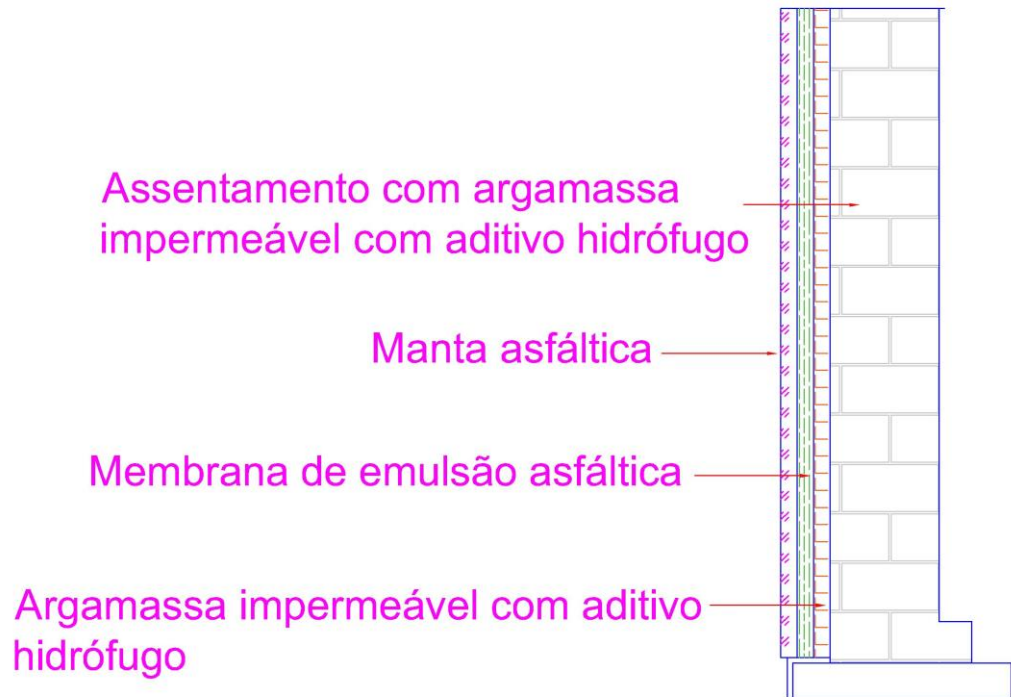 Assentamento com argamassa
impermeável com aditivo hidrófugo
Manta asfáltica
Membrana de emulsão asfáltica
Argamassa impermeável com aditivo
hidrófugo